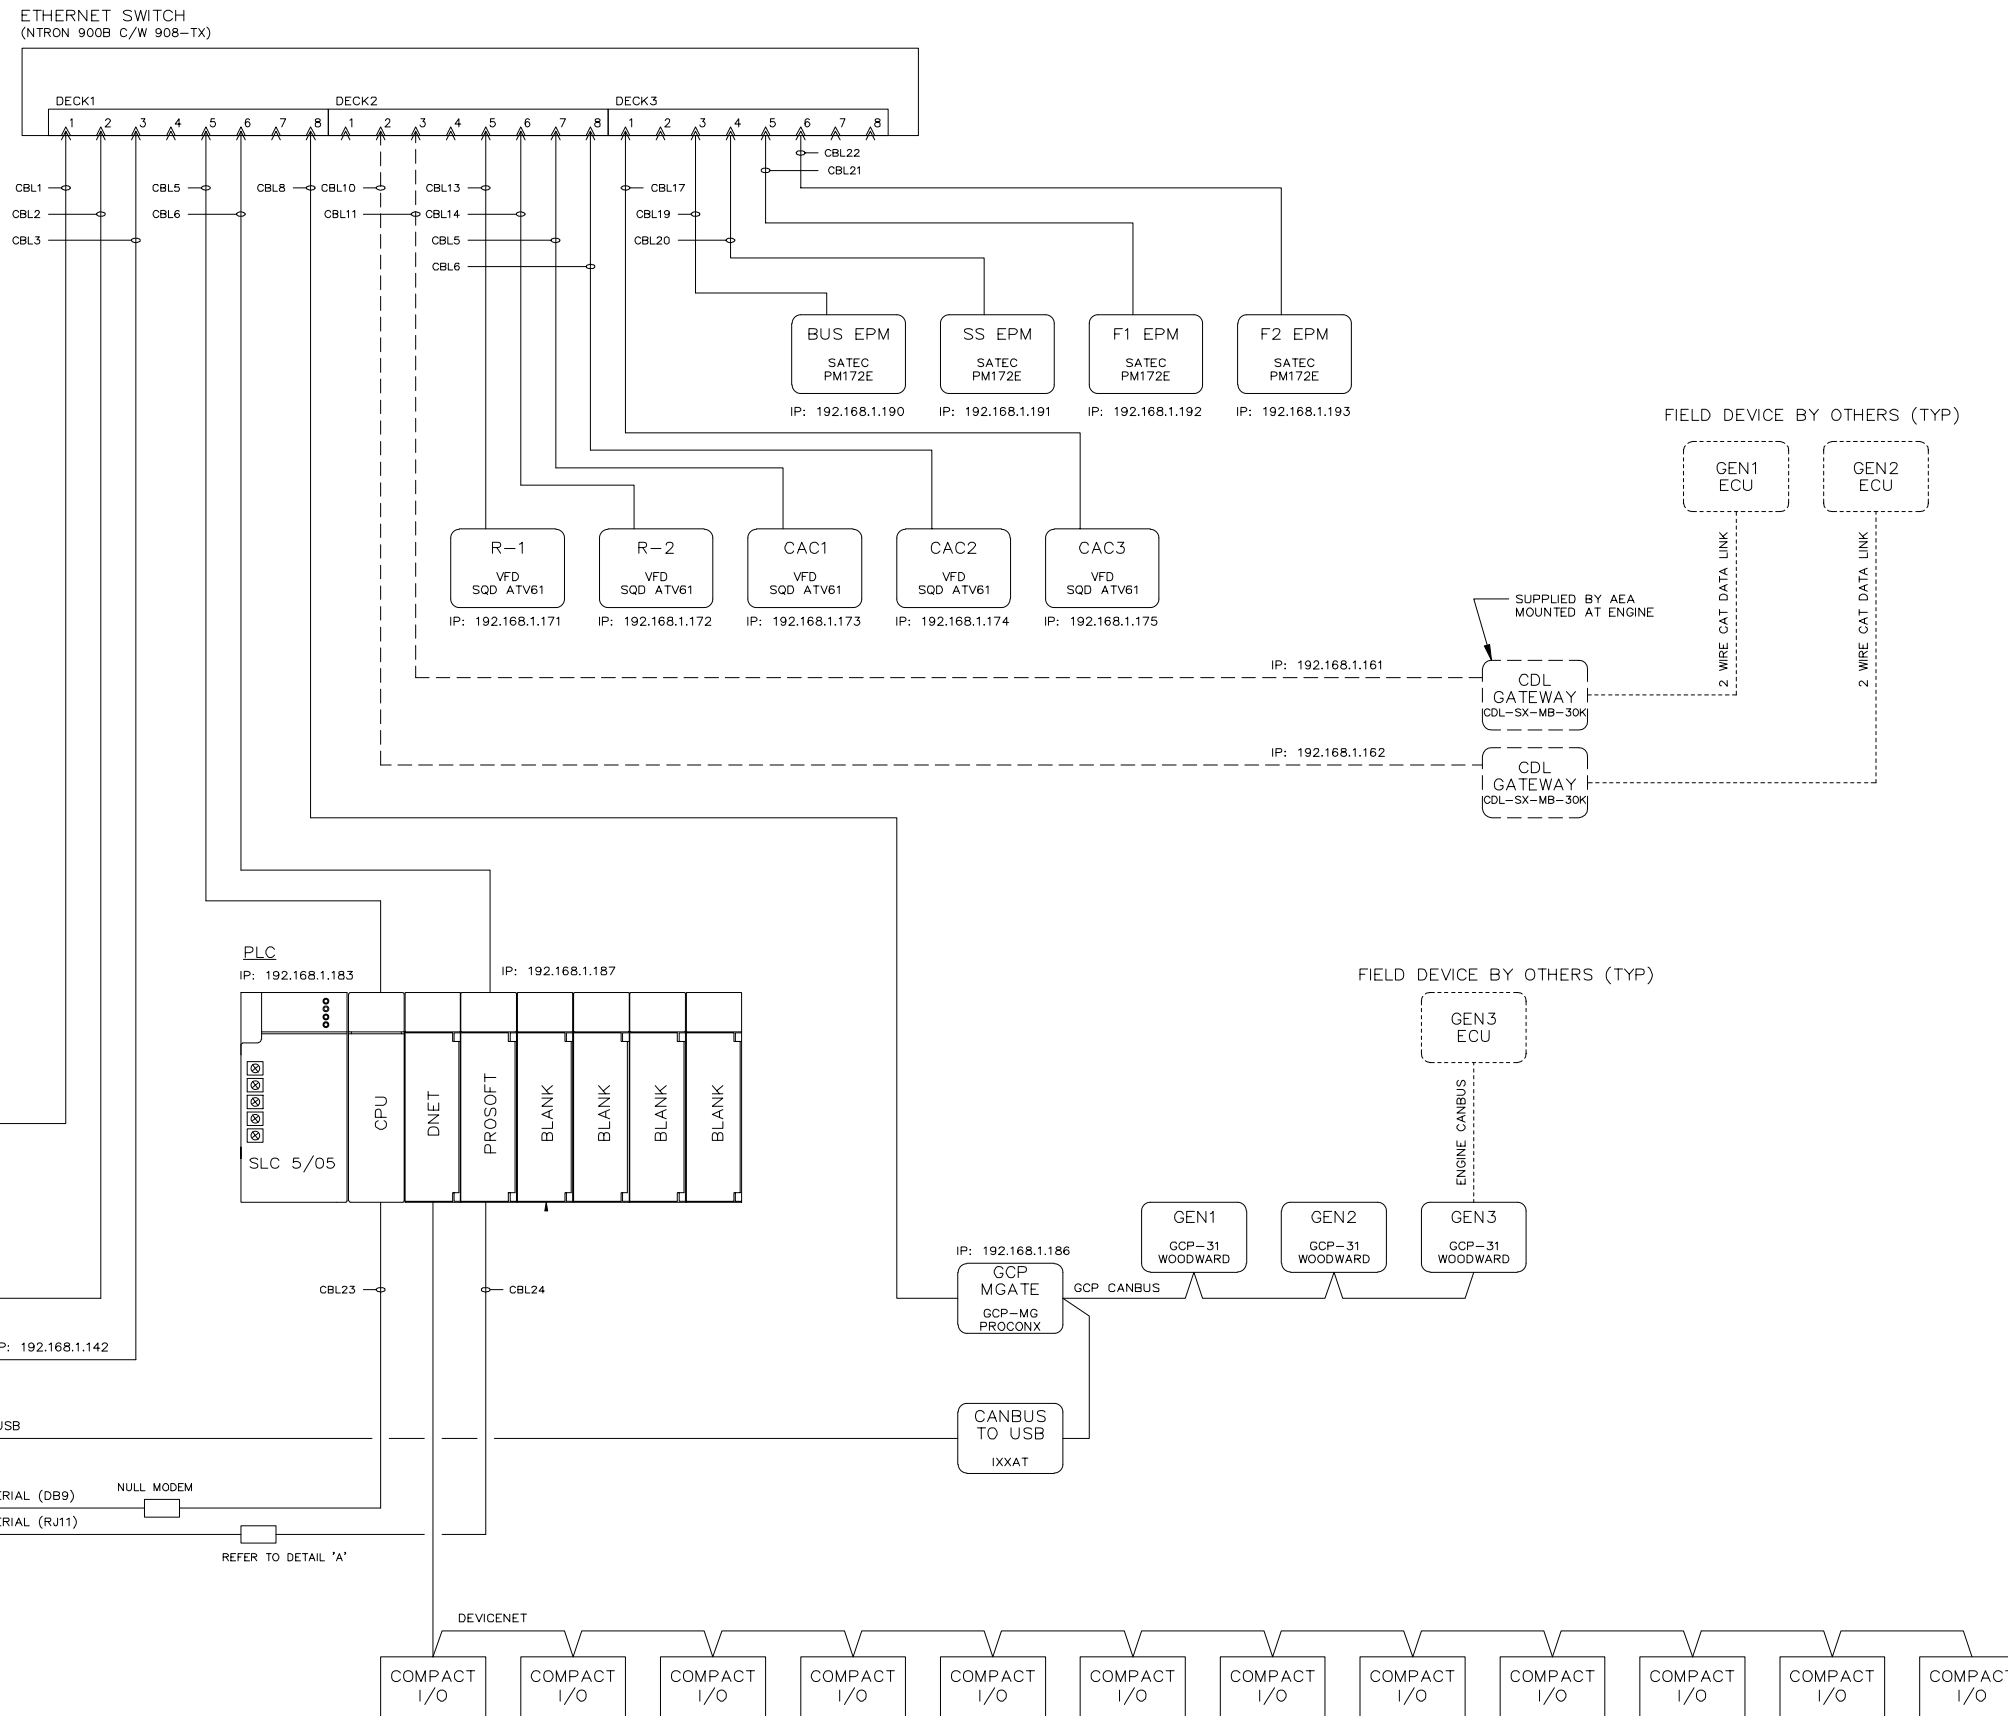 ETHERNET SWITCH
(NTRON 900B C/W 908-TX)
DECK1 DECK2 DECK3
1 2 3 4 5 6 7 8 1 2 3 4 5 6 7 8 1 2 3 4 5 6 7 8
CBL22
CBL21
CBL1 CBL5 CBL8 CBL10 CBL13 CBL17
CBL2 CBL6 CBL11 CBL14 CBL19
CBL3 CBL5 CBL20
CBL6
BUS EPM
SATEC
PM172E
IP: 192.168.1.190
SS EPM
SATEC
PM172E
IP: 192.168.1.191
F1 EPM
SATEC
PM172E
IP: 192.168.1.192
F2 EPM
SATEC
PM172E
IP: 192.168.1.193
FIELD DEVICE BY OTHERS (TYP)
GEN1
ECU
GEN2
ECU
2 WIRE CAT DATA LINK
2 WIRE CAT DATA LINK
R-1
VFD
SQD ATV61
IP: 192.168.1.171
R-2
VFD
SQD ATV61
IP: 192.168.1.172
CAC1
VFD
SQD ATV61
IP: 192.168.1.173
CAC2
VFD
SQD ATV61
IP: 192.168.1.174
CAC3
VFD
SQD ATV61
IP: 192.168.1.175
SUPPLIED BY AEA
MOUNTED AT ENGINE
IP: 192.168.1.161
CDL
GATEWAY
CDL-SX-MB-30K
IP: 192.168.1.162
CDL
GATEWAY
CDL-SX-MB-30K
PLC
IP: 192.168.1.183
IP: 192.168.1.187
SLC 5/05
CPU
DNET
PROSOFT
BLANK
BLANK
BLANK
BLANK
FIELD DEVICE BY OTHERS (TYP)
GEN3
ECU
ENGINE CANBUS
GEN1
GCP-31
WOODWARD
GEN2
GCP-31
WOODWARD
GEN3
GCP-31
WOODWARD
IP: 192.168.1.186
GCP
MGATE
GCP-MG
PROCONX
GCP CANBUS
CBL23
CBL24
P: 192.168.1.142
USB
CANBUS
TO USB
IXXAT
ERIAL (DB9)
NULL MODEM
ERIAL (RJ11)
REFER TO DETAIL 'A'
DEVICENET
COMPACT COMPACT COMPACT COMPACT COMPACT COMPACT COMPACT COMPACT COMPACT COMPACT COMPACT COMPACT
I/O I/O I/O I/O I/O I/O I/O I/O I/O I/O I/O I/O